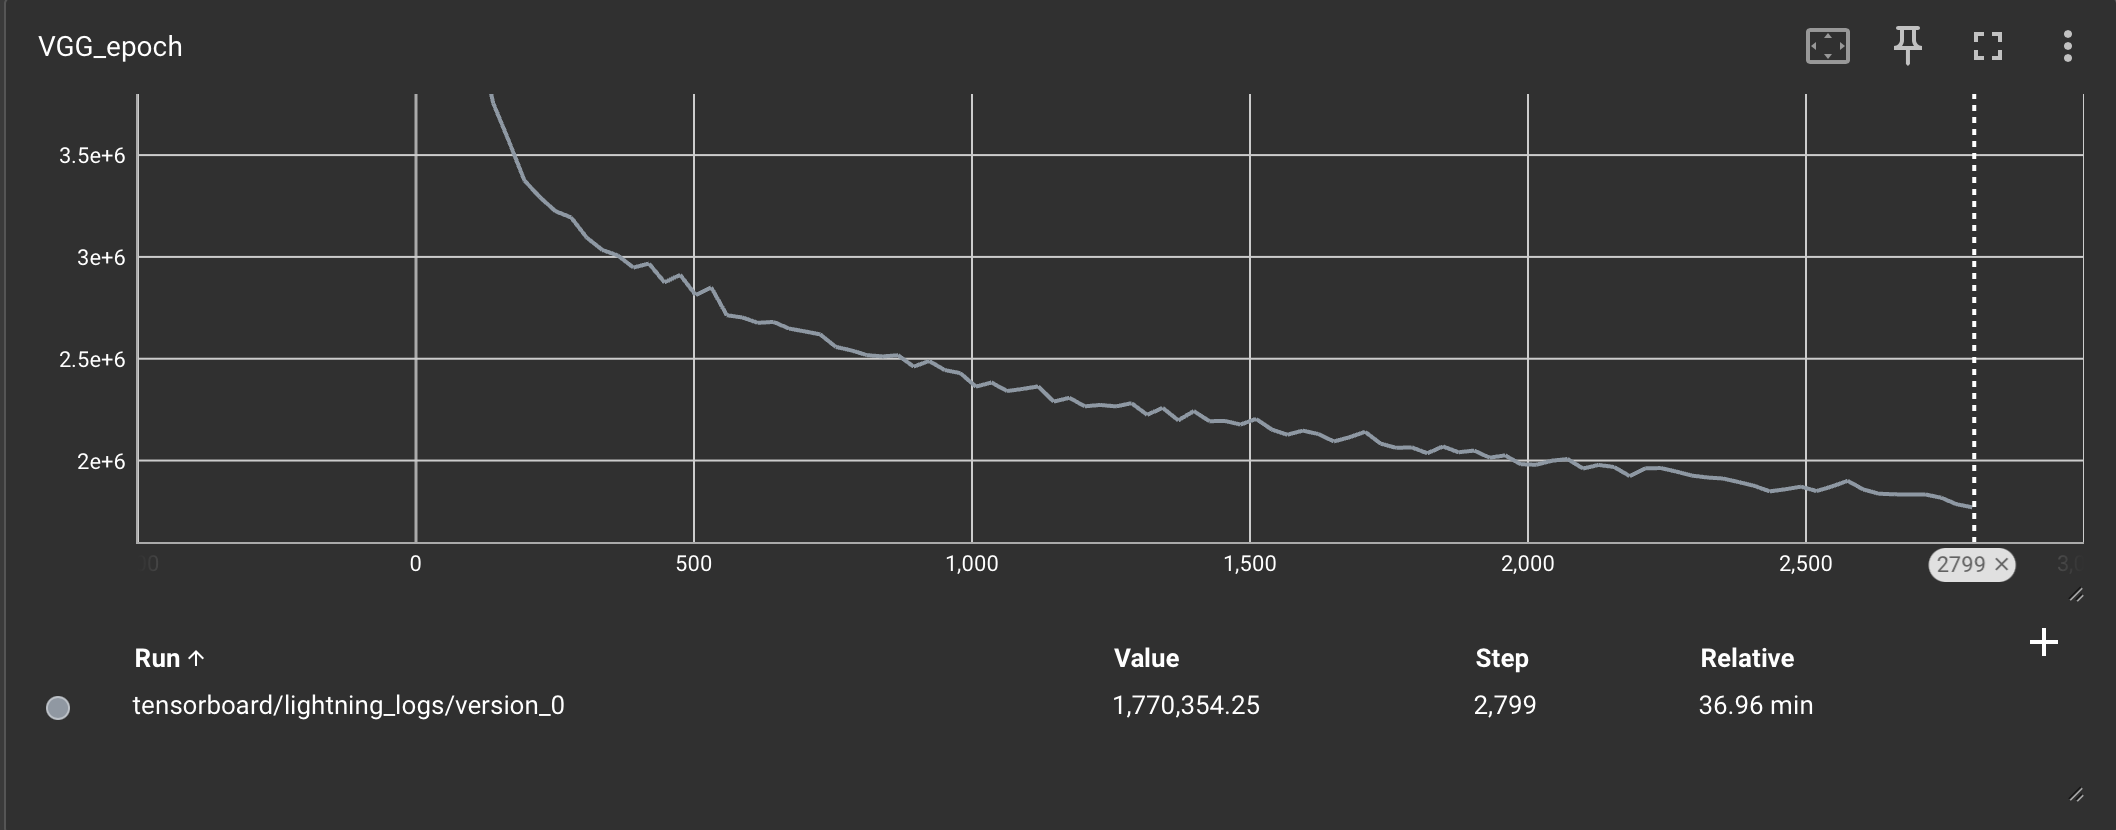 VGG_epoch
3.5e+6
3e+6
2.5e+6
2e+6
0 500 1,000 1,500 2,000 2,500 2799 ×
Run ↑ Value Step Relative
tensorboard/lightning_logs/version_0 1,770,354.25 2,799 36.96 min